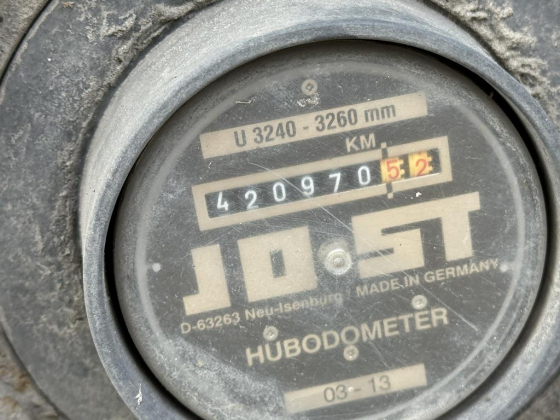 U 3240 - 3260 mm
KM
42097052
JOST
D-63263 Neu-Isenburg MADE IN GERMANY
HUBODOMETER
03-13